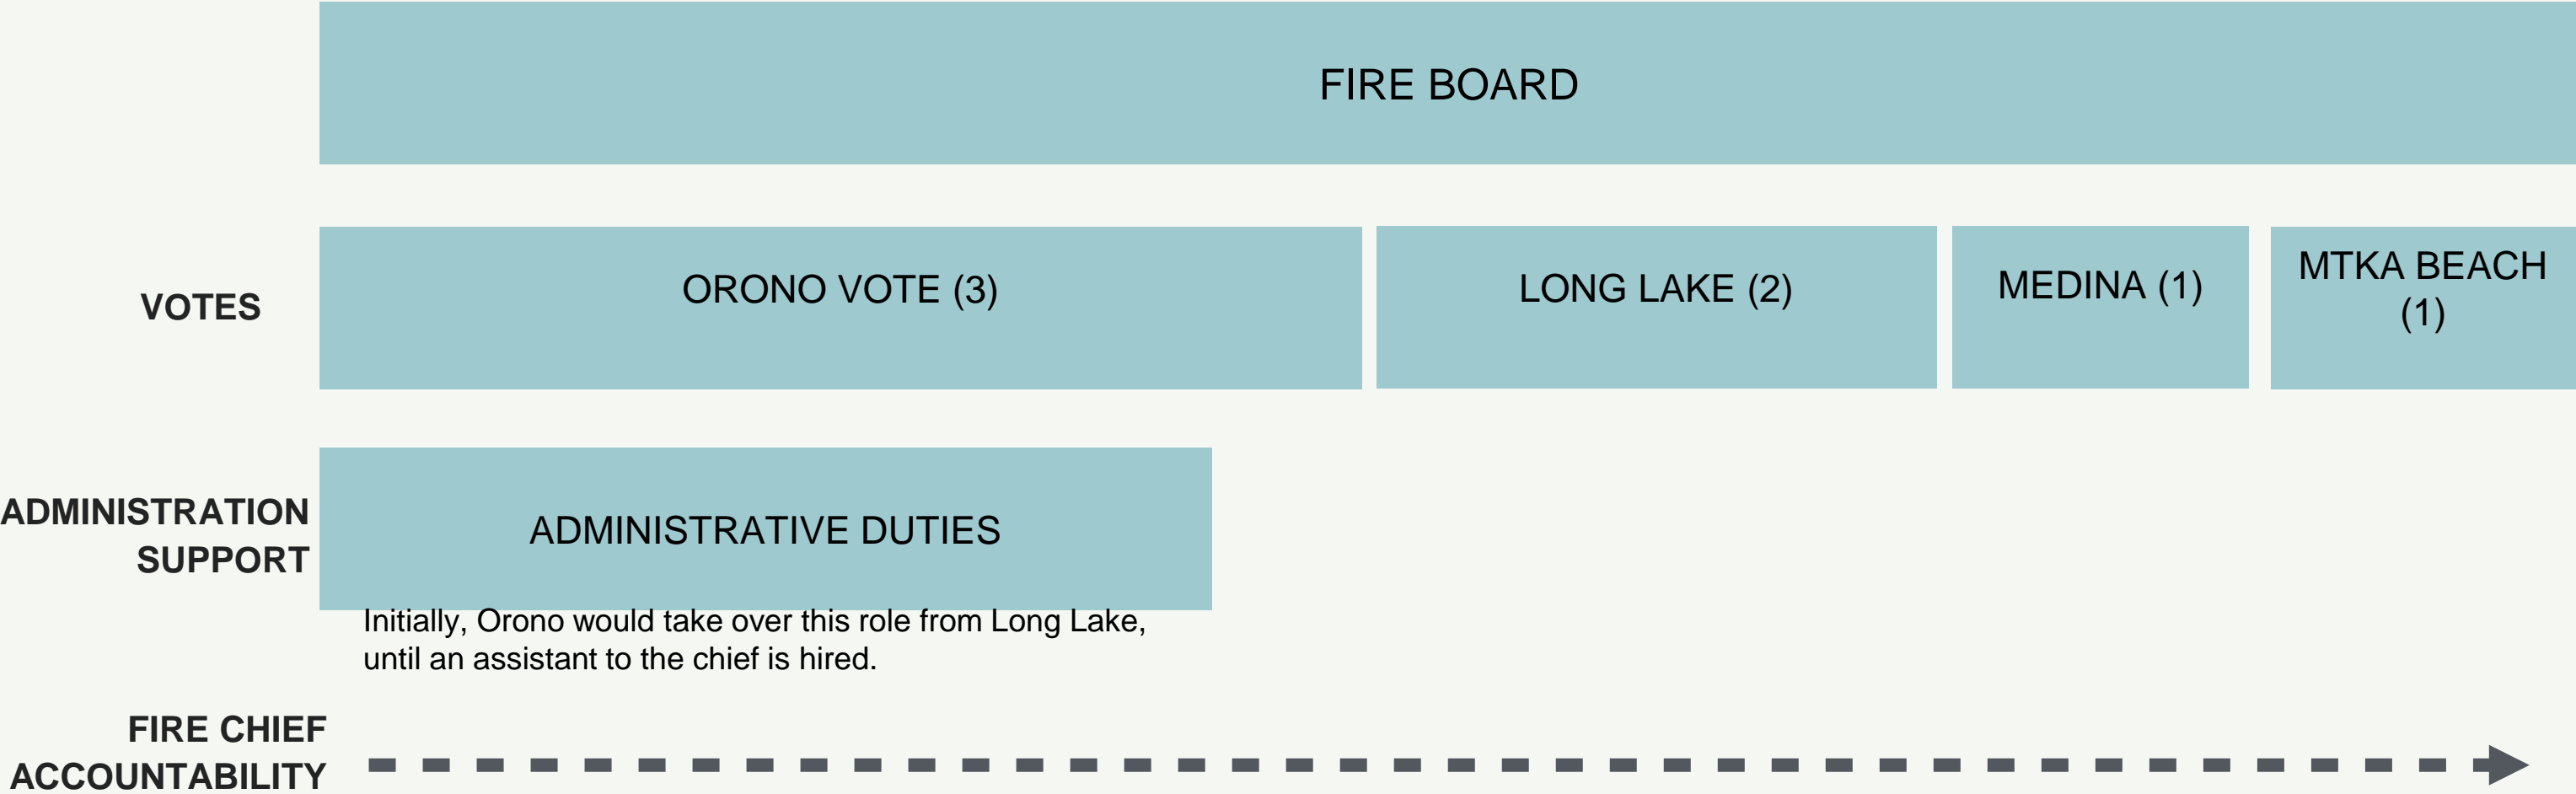 FIRE BOARD
VOTES
ORONO VOTE (3)
LONG LAKE (2)
MEDINA (1)
MTKA BEACH
(1)
ADMINISTRATION
SUPPORT
ADMINISTRATIVE DUTIES
Initially, Orono would take over this role from Long Lake,
until an assistant to the chief is hired.
FIRE CHIEF
ACCOUNTABILITY